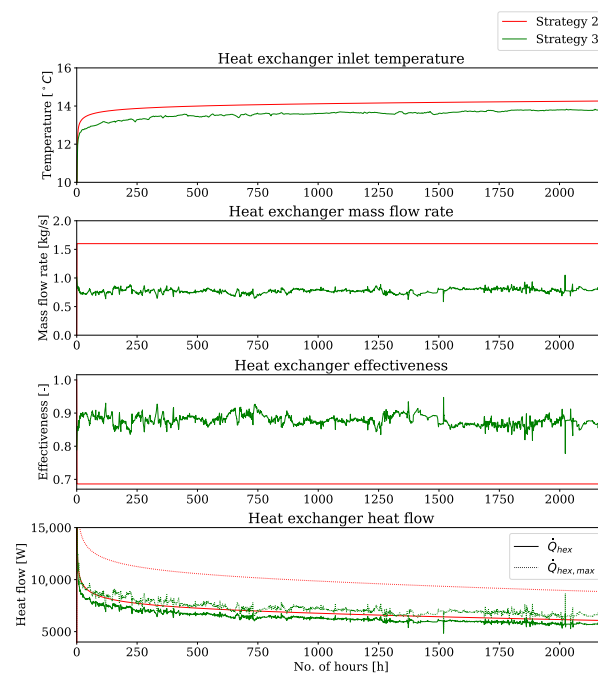 Strategy 2
Strategy 3
Heat exchanger inlet temperature
Temperature [°C]
16
14
12
10
0 250 500 750 1000 1250 1500 1750 2000
Heat exchanger mass flow rate
Mass flow rate [kg/s]
2.0
1.5
1.0
0.5
0.0
0 250 500 750 1000 1250 1500 1750 2000
Heat exchanger effectiveness
Effectiveness [-]
1.0
0.9
0.8
0.7
0 250 500 750 1000 1250 1500 1750 2000
Heat exchanger heat flow
Heat flow [W]
15,000
10,000
5000
Q̇hex
Q̇hex,max
0 250 500 750 1000 1250 1500 1750 2000
No. of hours [h]